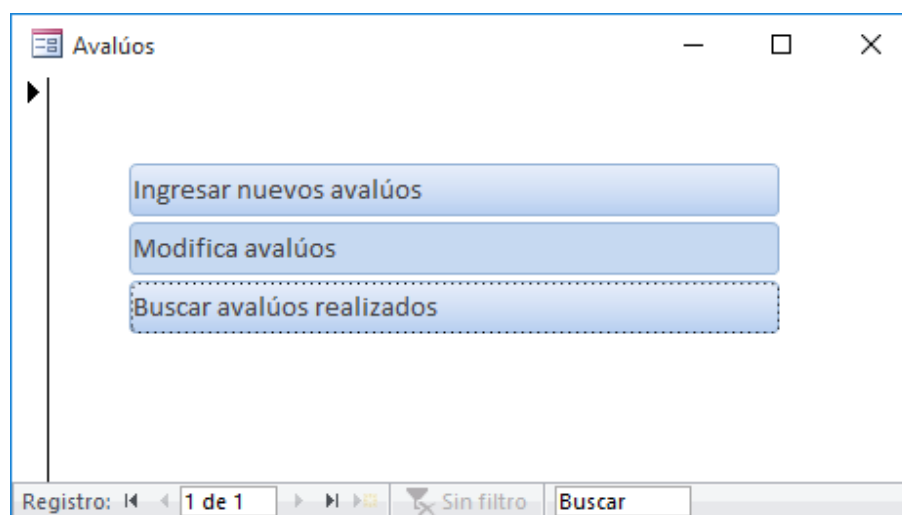 Avalúos
Ingresar nuevos avalúos
Modifica avalúos
Buscar avalúos realizados
Registro: 1 de 1 Sin filtro Buscar